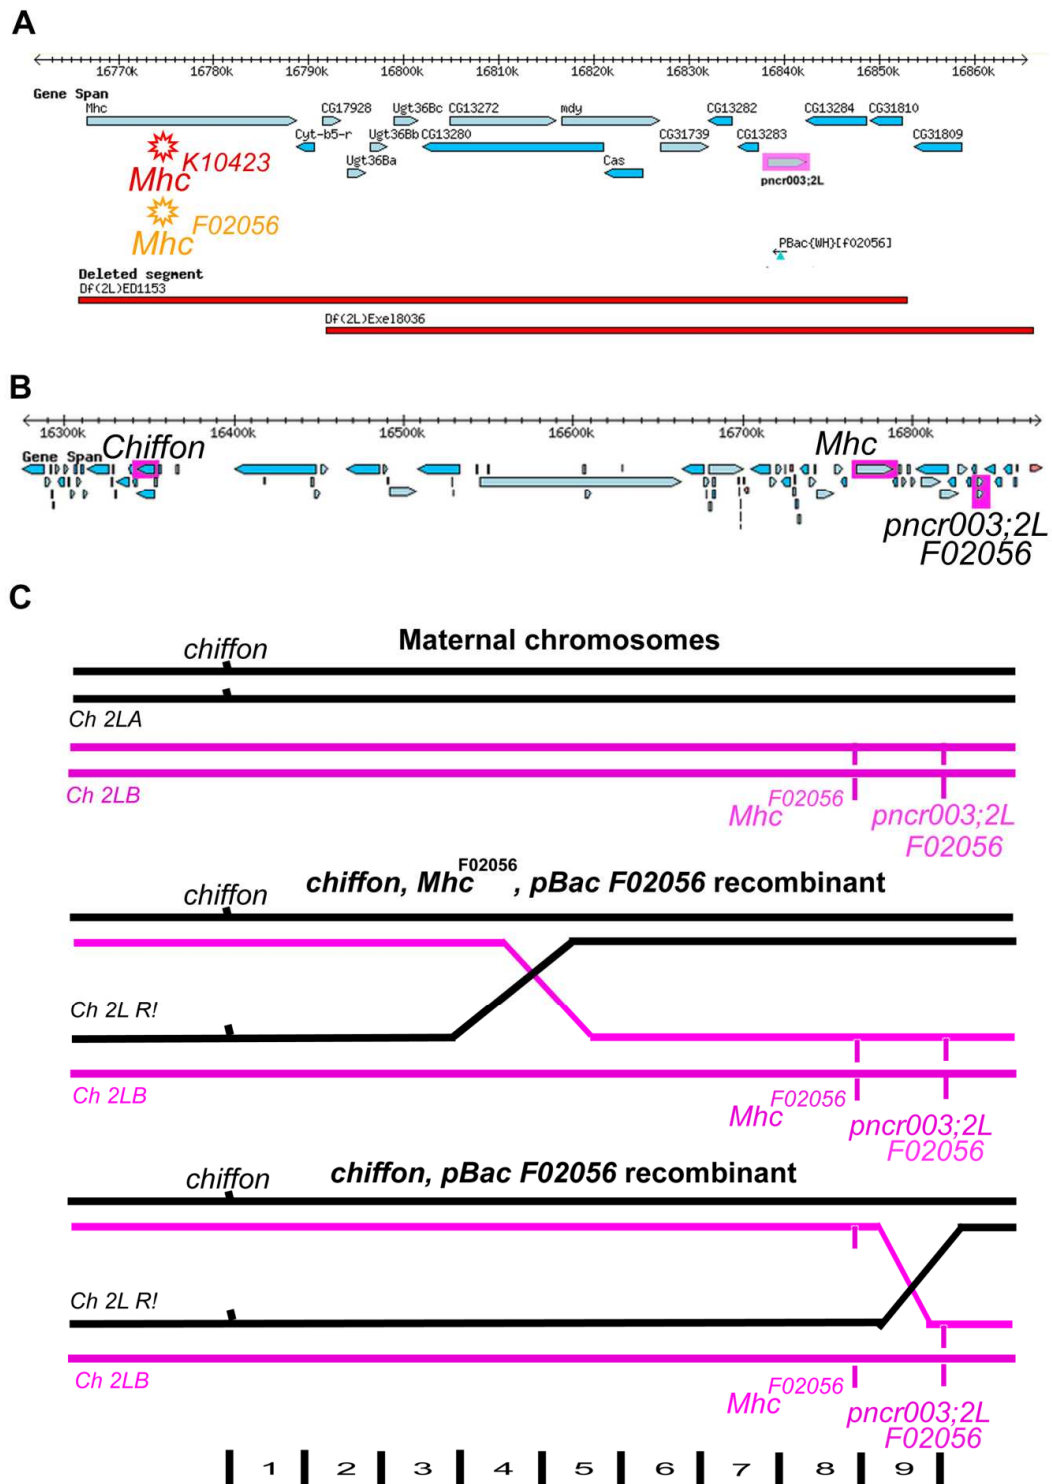 A
16770k 16780k 16790k 16800k 16810k 16820k 16830k 16840k 16850k 16860k
Gene Span
Mhc CG17928 Ugt36Bc CG13272 mdy CG13282 CG13284 CG31810
Cyt-b5-r Ugt36Bb CG13280 CG31739 CG13283 CG31809
Ugt36Ba Cas
pncr003;2L
Mhc K10423
Mhc F02056
PBac{WH}[f02056]
Deleted segment
Df(2L)ED1153
Df(2L)Exel8036
B
16300k 16400k 16500k 16600k 16700k 16800k
Gene Span
Chiffon Mhc
pncr003;2L
F02056
C
Maternal chromosomes
chiffon
Ch 2LA
Ch 2LB
Mhc F02056 pncr003;2L
F02056
chiffon, Mhc F02056, pBac F02056 recombinant
chiffon
Ch 2L R!
Ch 2LB
Mhc F02056 pncr003;2L
F02056
chiffon, pBac F02056 recombinant
chiffon
Ch 2L R!
Ch 2LB
Mhc F02056 pncr003;2L
F02056
1 2 3 4 5 6 7 8 9